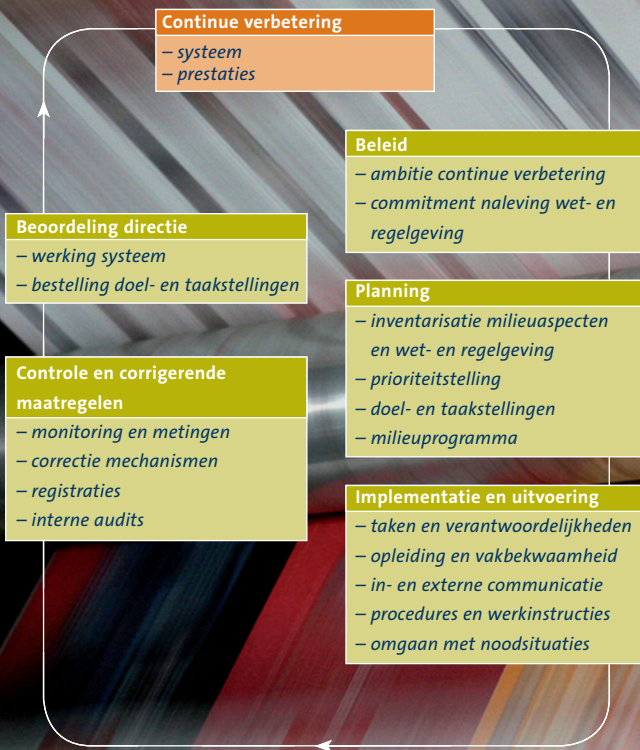 Continue verbetering
– systeem
– prestaties
Beleid
– ambitie continue verbetering
– commitment naleving wet- en
regelgeving
Planning
– inventarisatie milieuaspecten
en wet- en regelgeving
– prioriteitstelling
– doel- en taakstellingen
– milieuprogramma
Implementatie en uitvoering
– taken en verantwoordelijkheden
– opleiding en vakbekwaamheid
– in- en externe communicatie
– procedures en werkinstructies
– omgaan met noodsituaties
Controle en corrigerende
maatregelen
– monitoring en metingen
– correctie mechanismen
– registraties
– interne audits
Beoordeling directie
– werking systeem
– bestelling doel- en taakstellingen